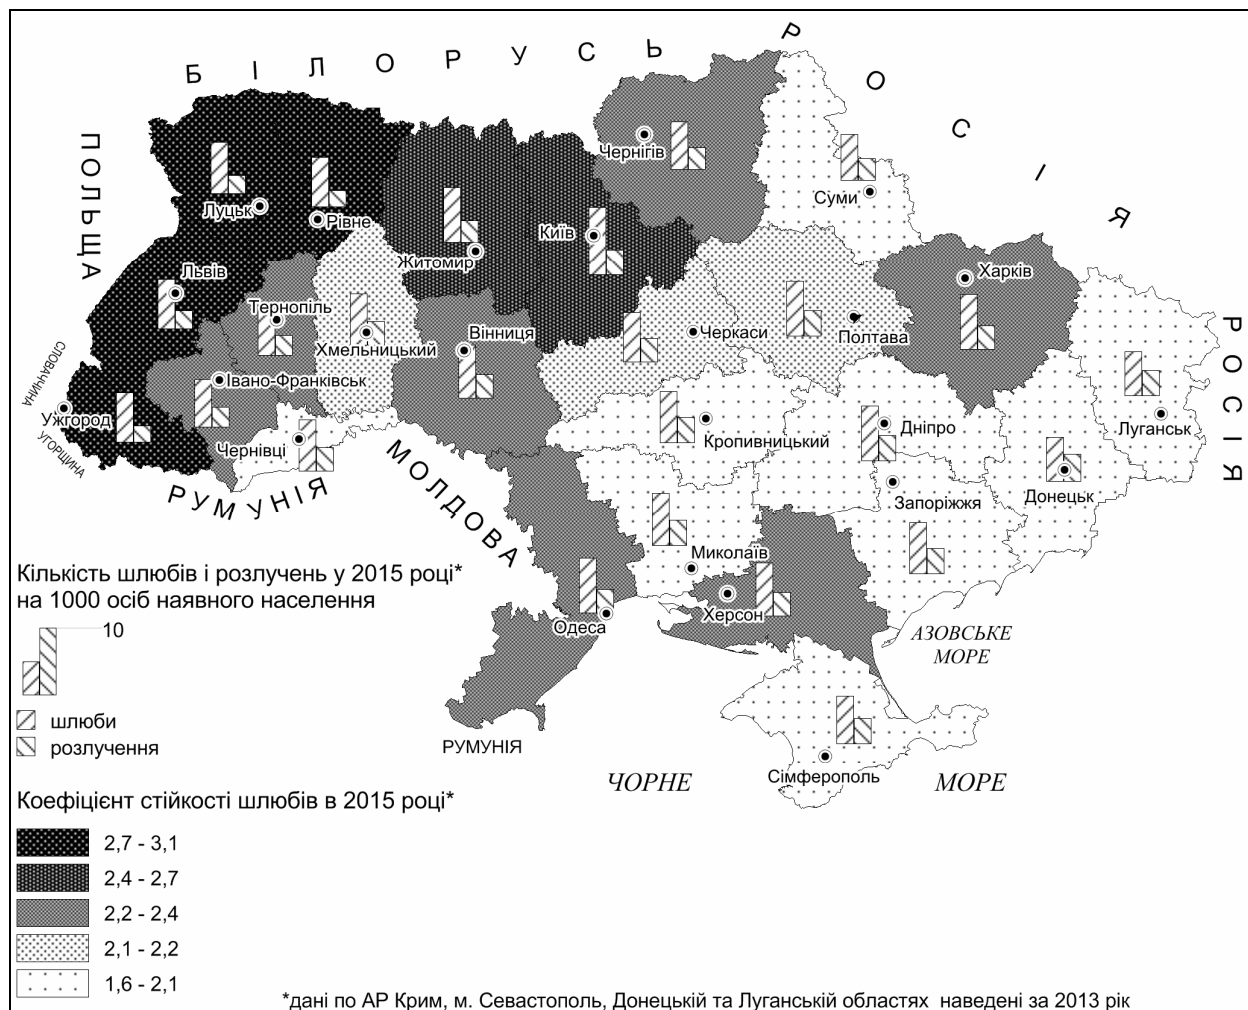 БІЛОРУСЬ
РОСІЯ
ПОЛЬЩА
Чернігів
Суми
Луцьк
Рівне
Київ
Житомир
Львів
Харків
Тернопіль
Хмельницький
Вінниця
Черкаси
Полтава
РОСІЯ
СЛОВАЧЧИНА
Івано-Франківськ
Ужгород
УГОРЩИНА
Чернівці
Кропивницький
Дніпро
Луганськ
РУМУНІЯ
МОЛДОВА
Запоріжжя
Донецьк
Миколаїв
Херсон
Одеса
АЗОВСЬКЕ
МОРЕ
РУМУНІЯ
Сімферополь
ЧОРНЕ МОРЕ
Кількість шлюбів і розлучень у 2015 році*
на 1000 осіб наявного населення
10
шлюби
розлучення
Коефіцієнт стійкості шлюбів в 2015 році*
2,7 - 3,1
2,4 - 2,7
2,2 - 2,4
2,1 - 2,2
1,6 - 2,1
*дані по АР Крим, м. Севастополь, Донецькій та Луганській областях наведені за 2013 рік